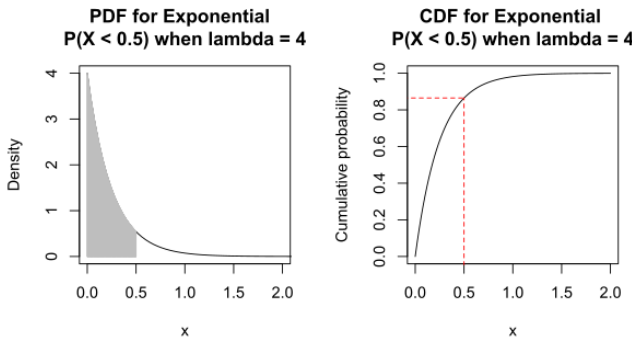 PDF for Exponential
P(X < 0.5) when lambda = 4
Density
4
3
2
1
0
0.0 0.5 1.0 1.5 2.0
x
CDF for Exponential
P(X < 0.5) when lambda = 4
Cumulative probability
1.0
0.8
0.6
0.4
0.2
0.0
0.0 0.5 1.0 1.5 2.0
x